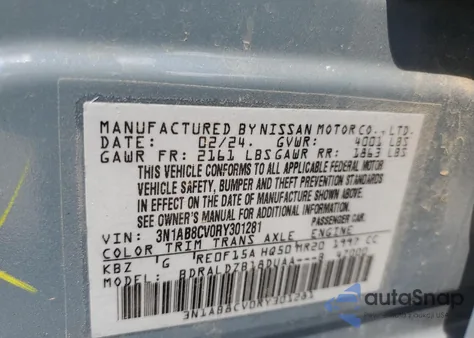 MANUFACTURED BY NISSAN MOTOR CO., LTD.
DATE: 02/24. GVWR: 4001 LBS
GAWR FR: 2161 LBS GAWR RR: 1863 LBS
THIS VEHICLE CONFORMS TO ALL APPLICABLE FEDERAL MOTOR
VEHICLE SAFETY, BUMPER AND THEFT PREVENTION STANDARDS
IN EFFECT ON THE DATE OF MANUFACTURE SHOWN ABOVE.
SEE OWNER'S MANUAL FOR ADDITIONAL INFO.
VIN: 3N1AB8CV0RY301281 PASSENGER CAR.
COLOR TRIM TRANS AXLE ENGINE
KBZ G RE0F15A HQ50 MR20 1997 CC
MODEL: 47000
3N1AB8CV0RY301281
autoSnap